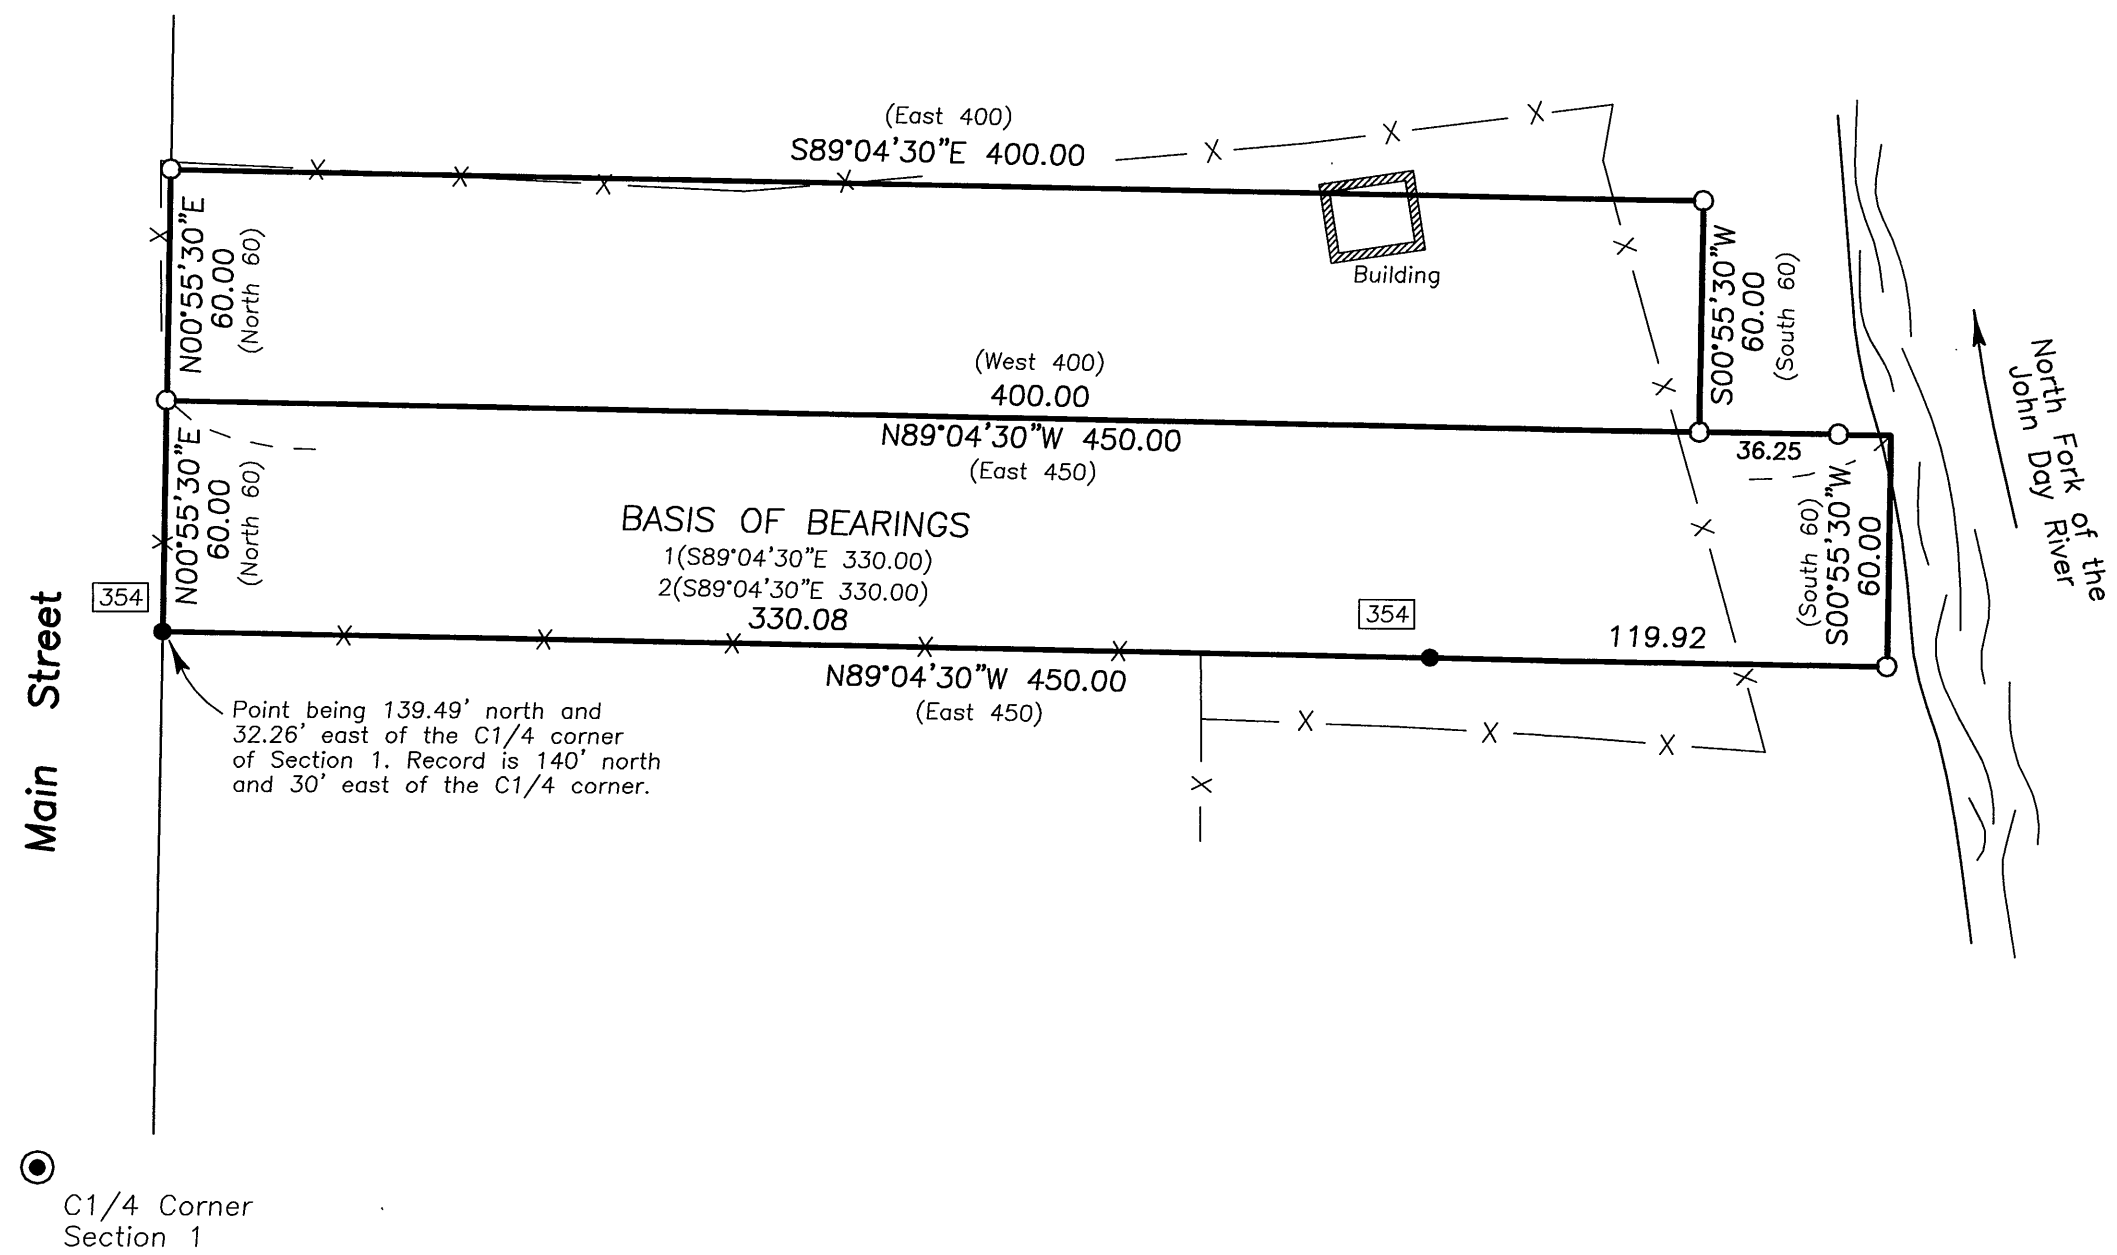 (East 400)
S89°04'30"E 400.00
N00°55'30"E
60.00
(North 60)
Building
S00°55'30"W
60.00
(South 60)
(West 400)
400.00
N89°04'30"W 450.00
(East 450)
36.25
North Fork of the
John Day River
N00°55'30"E
60.00
(North 60)
BASIS OF BEARINGS
1(S89°04'30"E 330.00)
2(S89°04'30"E 330.00)
330.08
(South 60)
S00°55'30"W
60.00
354
354
119.92
N89°04'30"W 450.00
(East 450)
Main Street
Point being 139.49' north and
32.26' east of the C1/4 corner
of Section 1. Record is 140' north
and 30' east of the C1/4 corner.
C1/4 Corner
Section 1